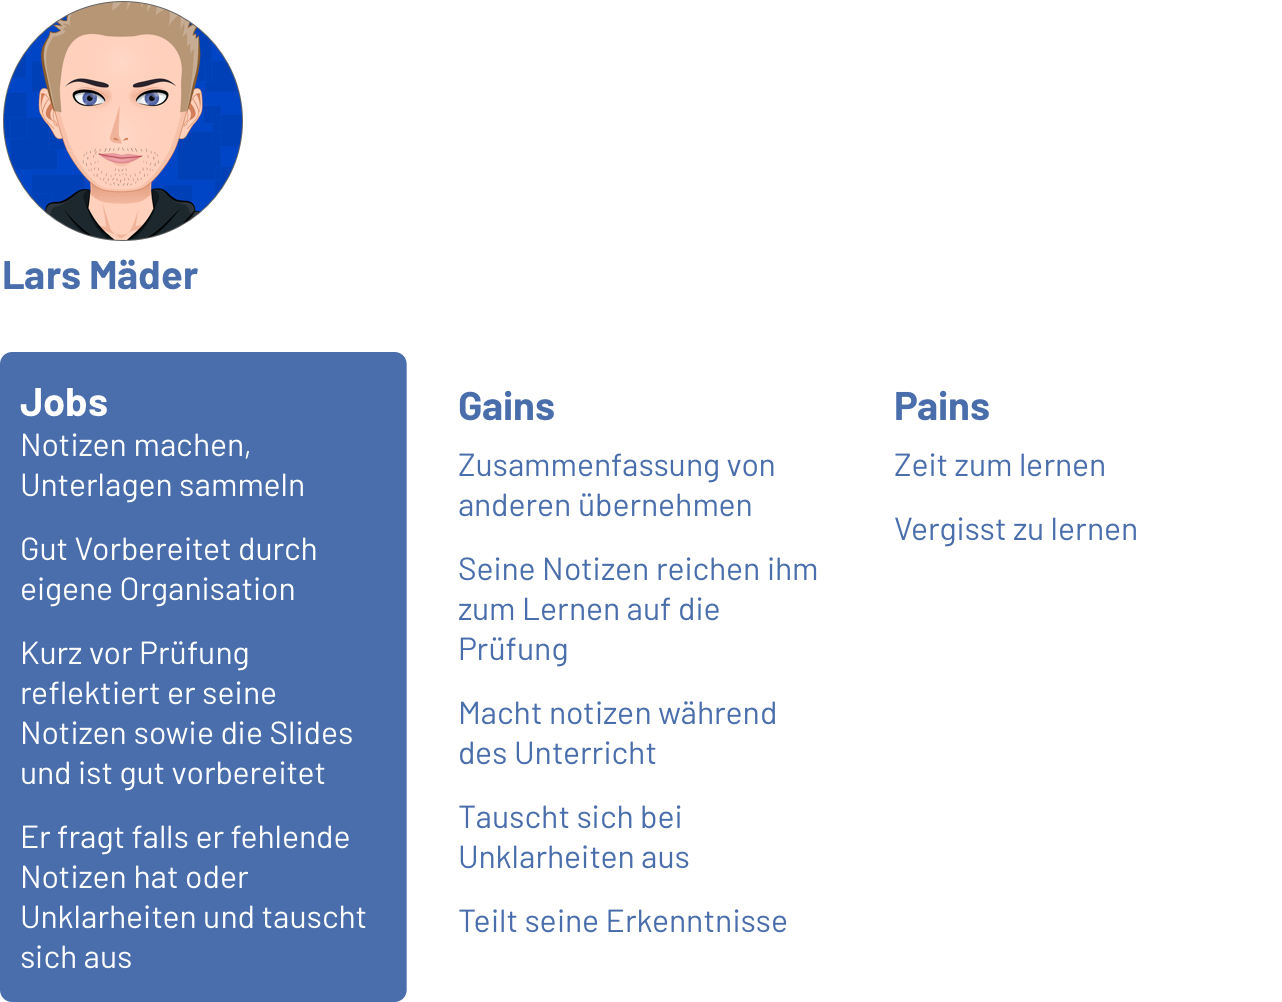 Lars Mäder
Jobs
Notizen machen,
Unterlagen sammeln
Gut Vorbereitet durch
eigene Organisation
Kurz vor Prüfung
reflektiert er seine
Notizen sowie die Slides
und ist gut vorbereitet
Er fragt falls er fehlende
Notizen hat oder
Unklarheiten und tauscht
sich aus
Gains
Zusammenfassung von
anderen übernehmen
Seine Notizen reichen ihm
zum Lernen auf die
Prüfung
Macht notizen während
des Unterricht
Tauscht sich bei
Unklarheiten aus
Teilt seine Erkenntnisse
Pains
Zeit zum lernen
Vergisst zu lernen